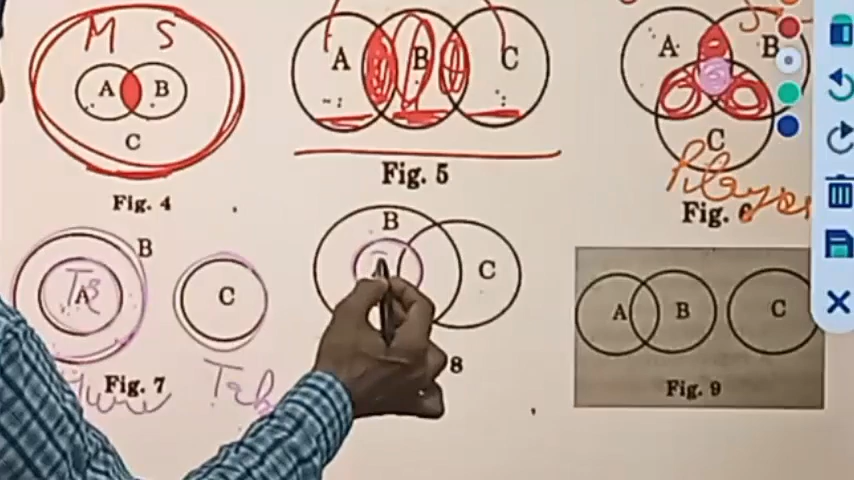 M S
A B
C
Fig. 4
A B C
Fig. 5
A B
C
Fig. 6
B
A
C
Fig. 7
B
C
8
A B C
Fig. 9